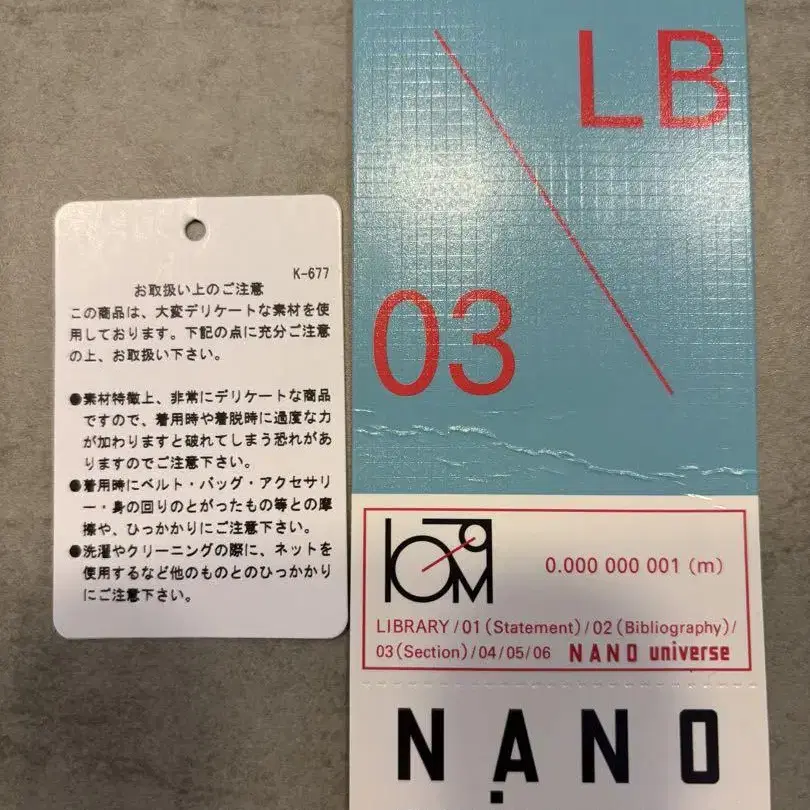 K-677
お取扱い上のご注意
この商品は、大変デリケートな素材を使
用しております。下記の点に充分ご注意
の上、お取扱い下さい。
●素材特徴上、非常にデリケートな商品
ですので、着用時や着脱時に過度な力
が加わりますと破れてしまう恐れがあ
りますのでご注意下さい。
●着用時にベルト・バッグ・アクセサリ
ー・身の回りのとがったもの等との摩
擦や、ひっかかりにご注意下さい。
●洗濯やクリーニングの際に、ネットを
使用するなど他のものとのひっかかり
にご注意下さい。
LB
03
0.000 000 001 (m)
LIBRARY/01(Statement)/02(Bibliography)/
03(Section)/04/05/06 NANO universe
NANO